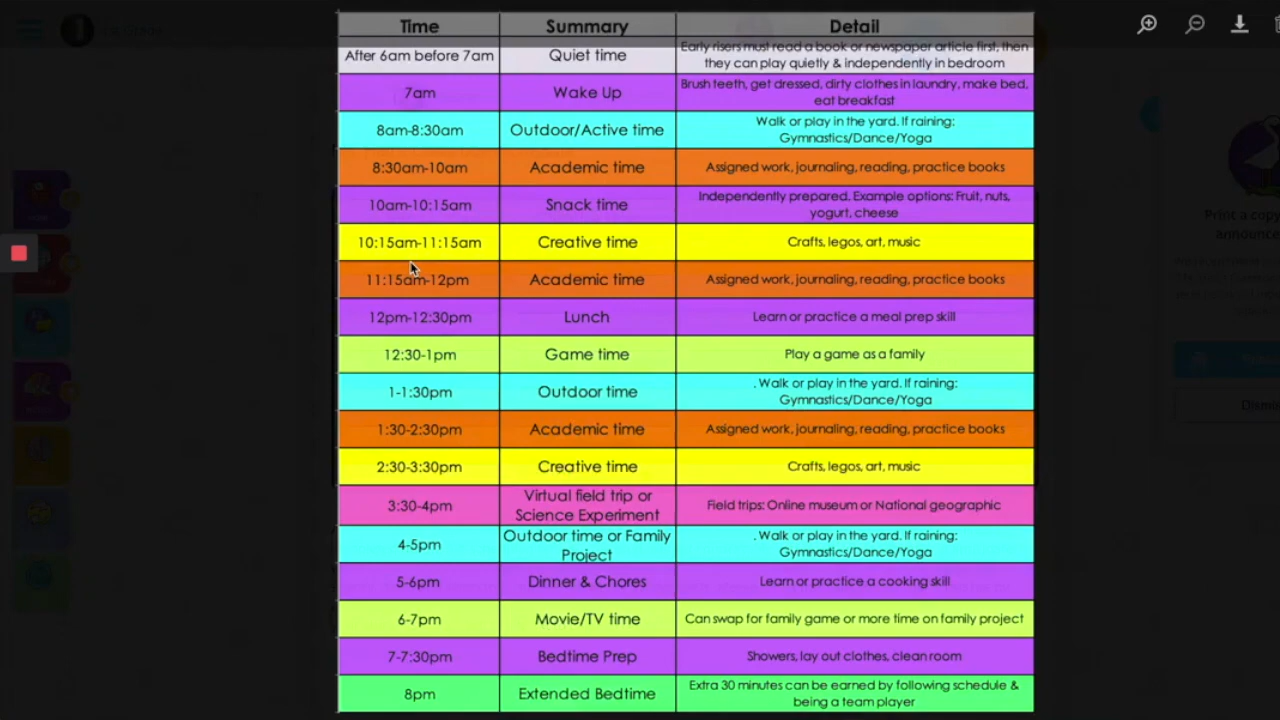 Time Summary Detail
After 6am before 7am Quiet time Early risers must read a book or newspaper article first, then
they can play quietly & independently in bedroom
7am Wake Up Brush teeth, get dressed, dirty clothes in laundry, make bed,
eat breakfast
8am-8:30am Outdoor/Active time Walk or play in the yard. If raining:
Gymnastics/Dance/Yoga
8:30am-10am Academic time Assigned work, journaling, reading, practice books
10am-10:15am Snack time Independently prepared. Example options: Fruit, nuts,
yogurt, cheese
10:15am-11:15am Creative time Crafts, legos, art, music
11:15am-12pm Academic time Assigned work, journaling, reading, practice books
12pm-12:30pm Lunch Learn or practice a meal prep skill
12:30-1pm Game time Play a game as a family
1-1:30pm Outdoor time . Walk or play in the yard. If raining:
Gymnastics/Dance/Yoga
1:30-2:30pm Academic time Assigned work, journaling, reading, practice books
2:30-3:30pm Creative time Crafts, legos, art, music
3:30-4pm Virtual field trip or
Science Experiment Field trips: Online museum or National geographic
4-5pm Outdoor time or Family
Project . Walk or play in the yard. If raining:
Gymnastics/Dance/Yoga
5-6pm Dinner & Chores Learn or practice a cooking skill
6-7pm Movie/TV time Can swap for family game or more time on family project
7-7:30pm Bedtime Prep Showers, lay out clothes, clean room
8pm Extended Bedtime Extra 30 minutes can be earned by following schedule &
being a team player
Print a copy